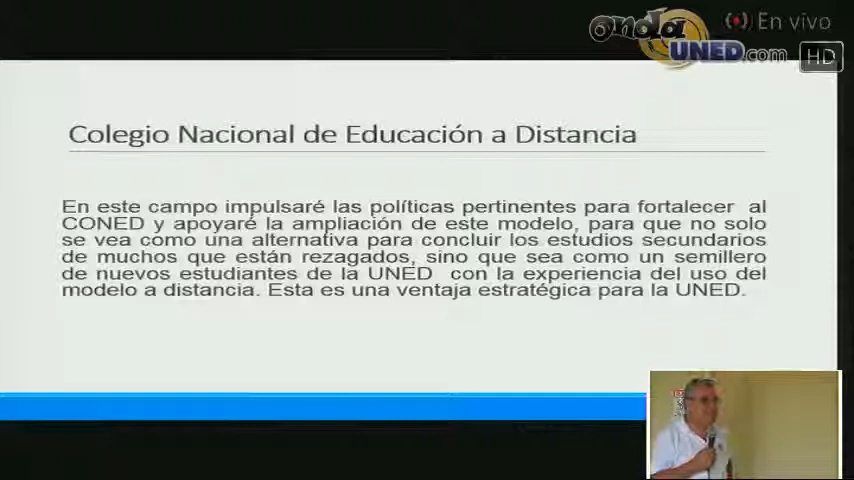 onda
UNED.com
En vivo
HD
Colegio Nacional de Educación a Distancia
En este campo impulsaré las políticas pertinentes para fortalecer al
CONED y apoyaré la ampliación de este modelo, para que no solo
se vea como una alternativa para concluir los estudios secundarios
de muchos que están rezagados, sino que sea como un semillero
de nuevos estudiantes de la UNED con la experiencia del uso del
modelo a distancia. Esta es una ventaja estratégica para la UNED.